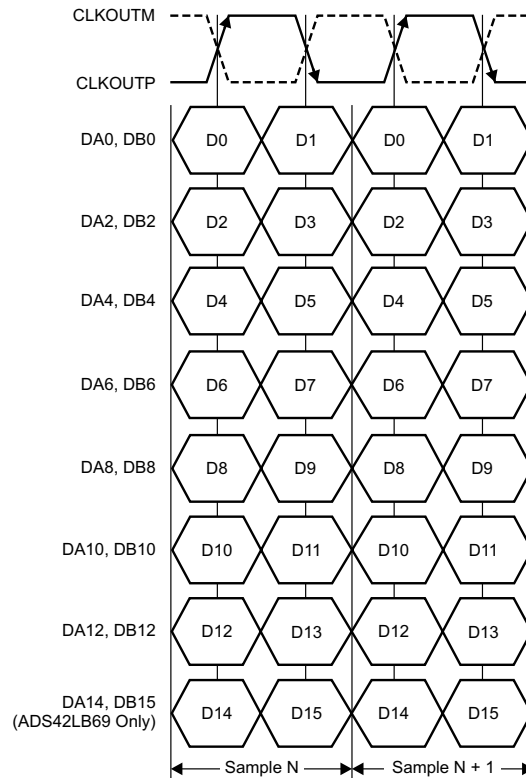 CLKOUTM
CLKOUTP
DA0, DB0 D0 D1 D0 D1
DA2, DB2 D2 D3 D2 D3
DA4, DB4 D4 D5 D4 D5
DA6, DB6 D6 D7 D6 D7
DA8, DB8 D8 D9 D8 D9
DA10, DB10 D10 D11 D10 D11
DA12, DB12 D12 D13 D12 D13
DA14, DB15
(ADS42LB69 Only) D14 D15 D14 D15
Sample N Sample N + 1